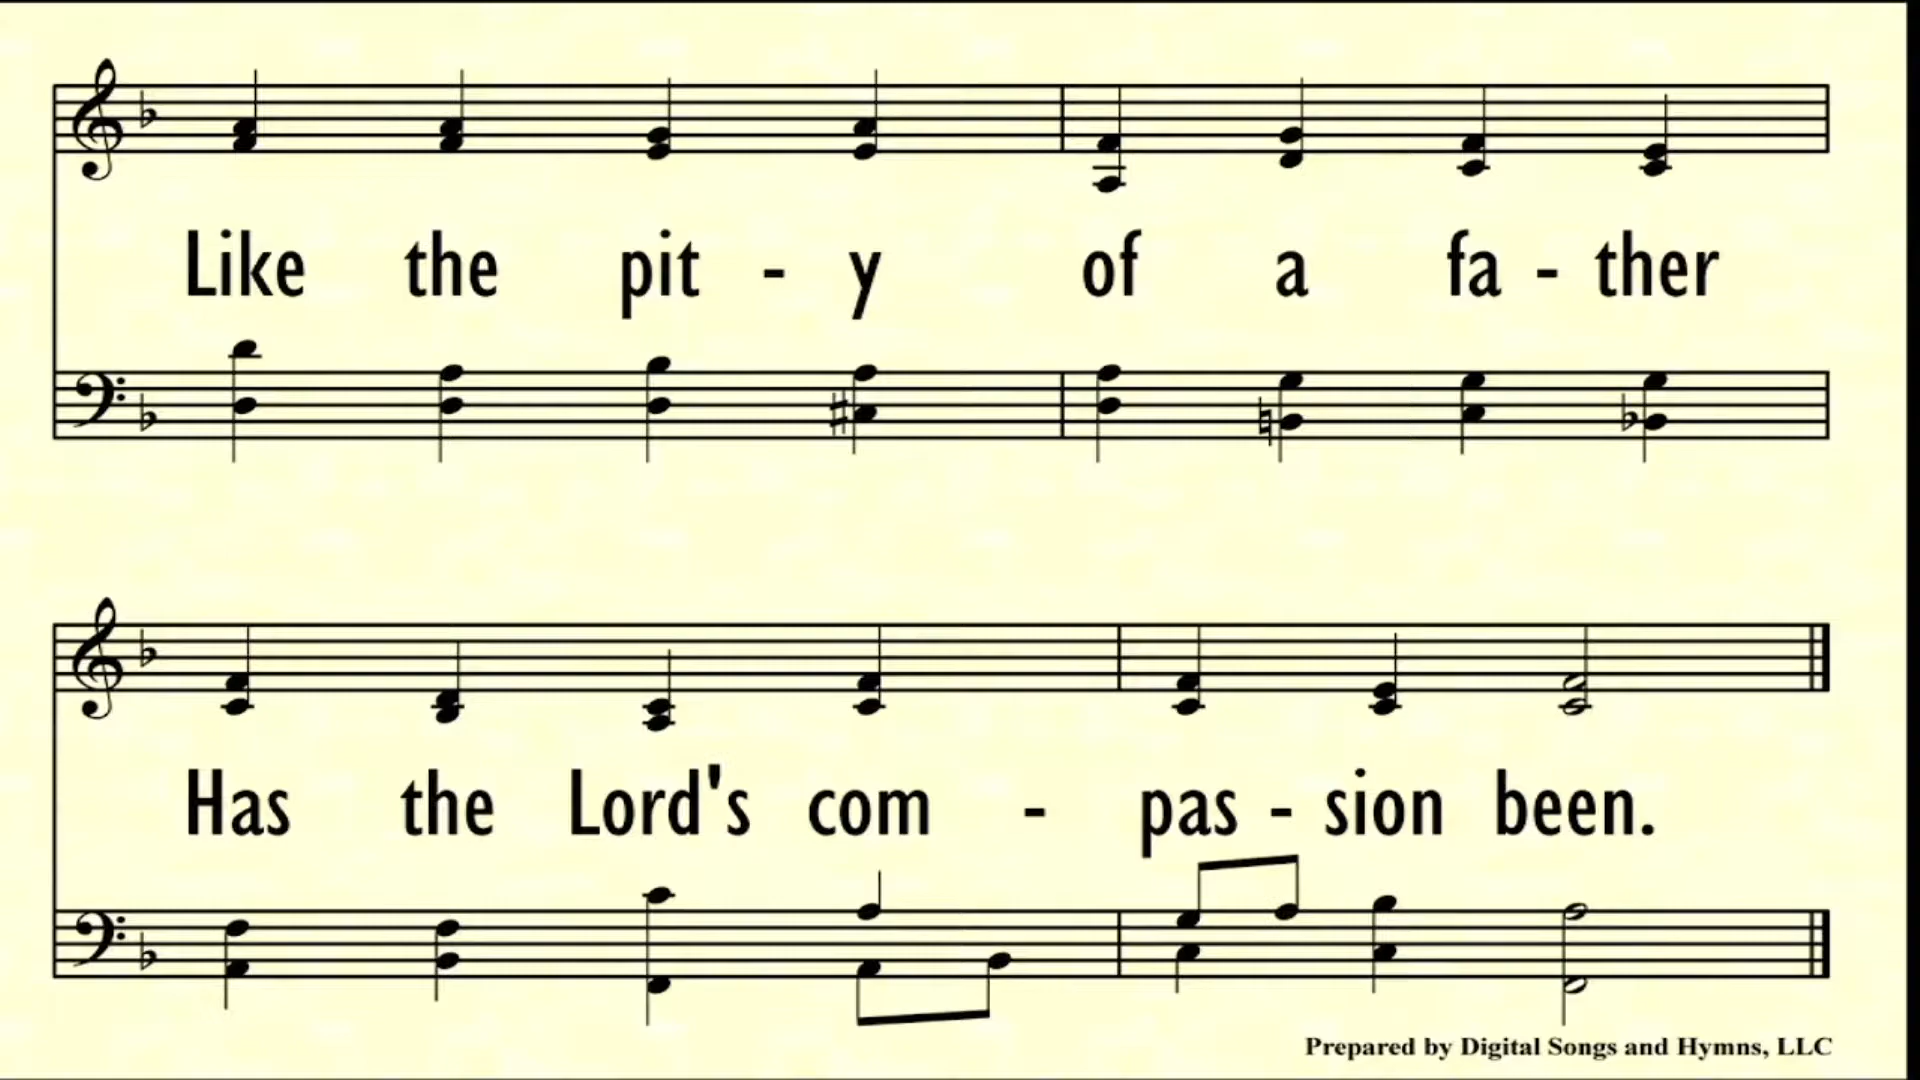 Like the pit - y of a fa - ther
Has the Lord's com - pas - sion been.
Prepared by Digital Songs and Hymns, LLC